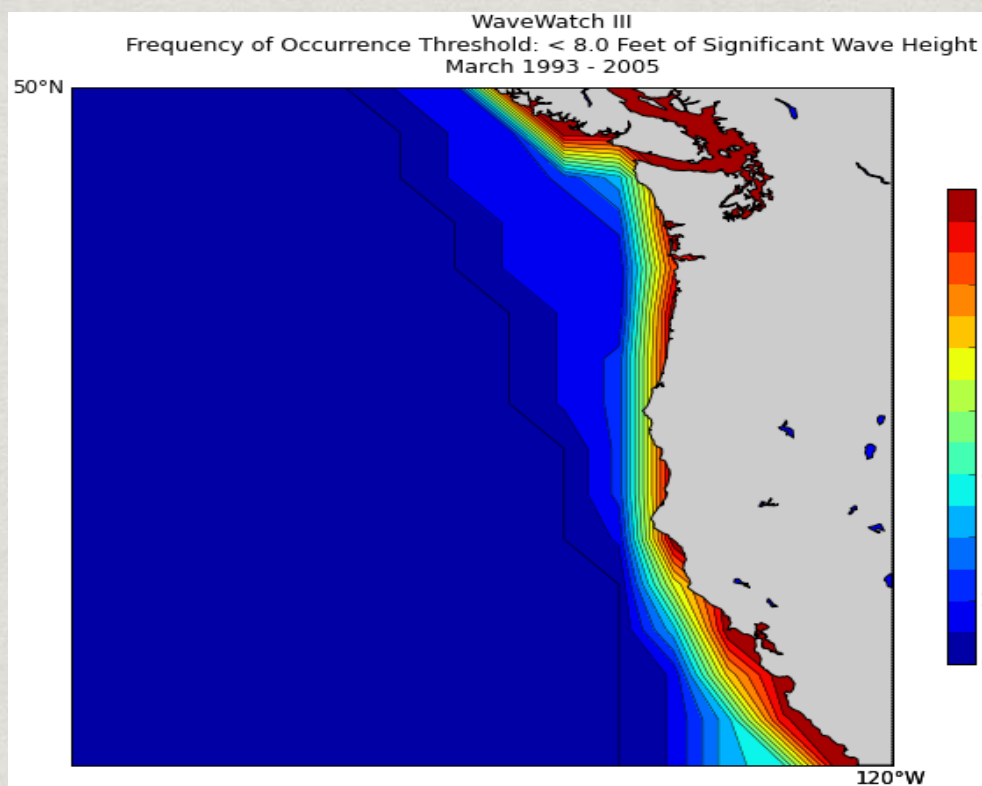 WaveWatch III
Frequency of Occurrence Threshold: < 8.0 Feet of Significant Wave Height
March 1993 - 2005
50°N
120°W